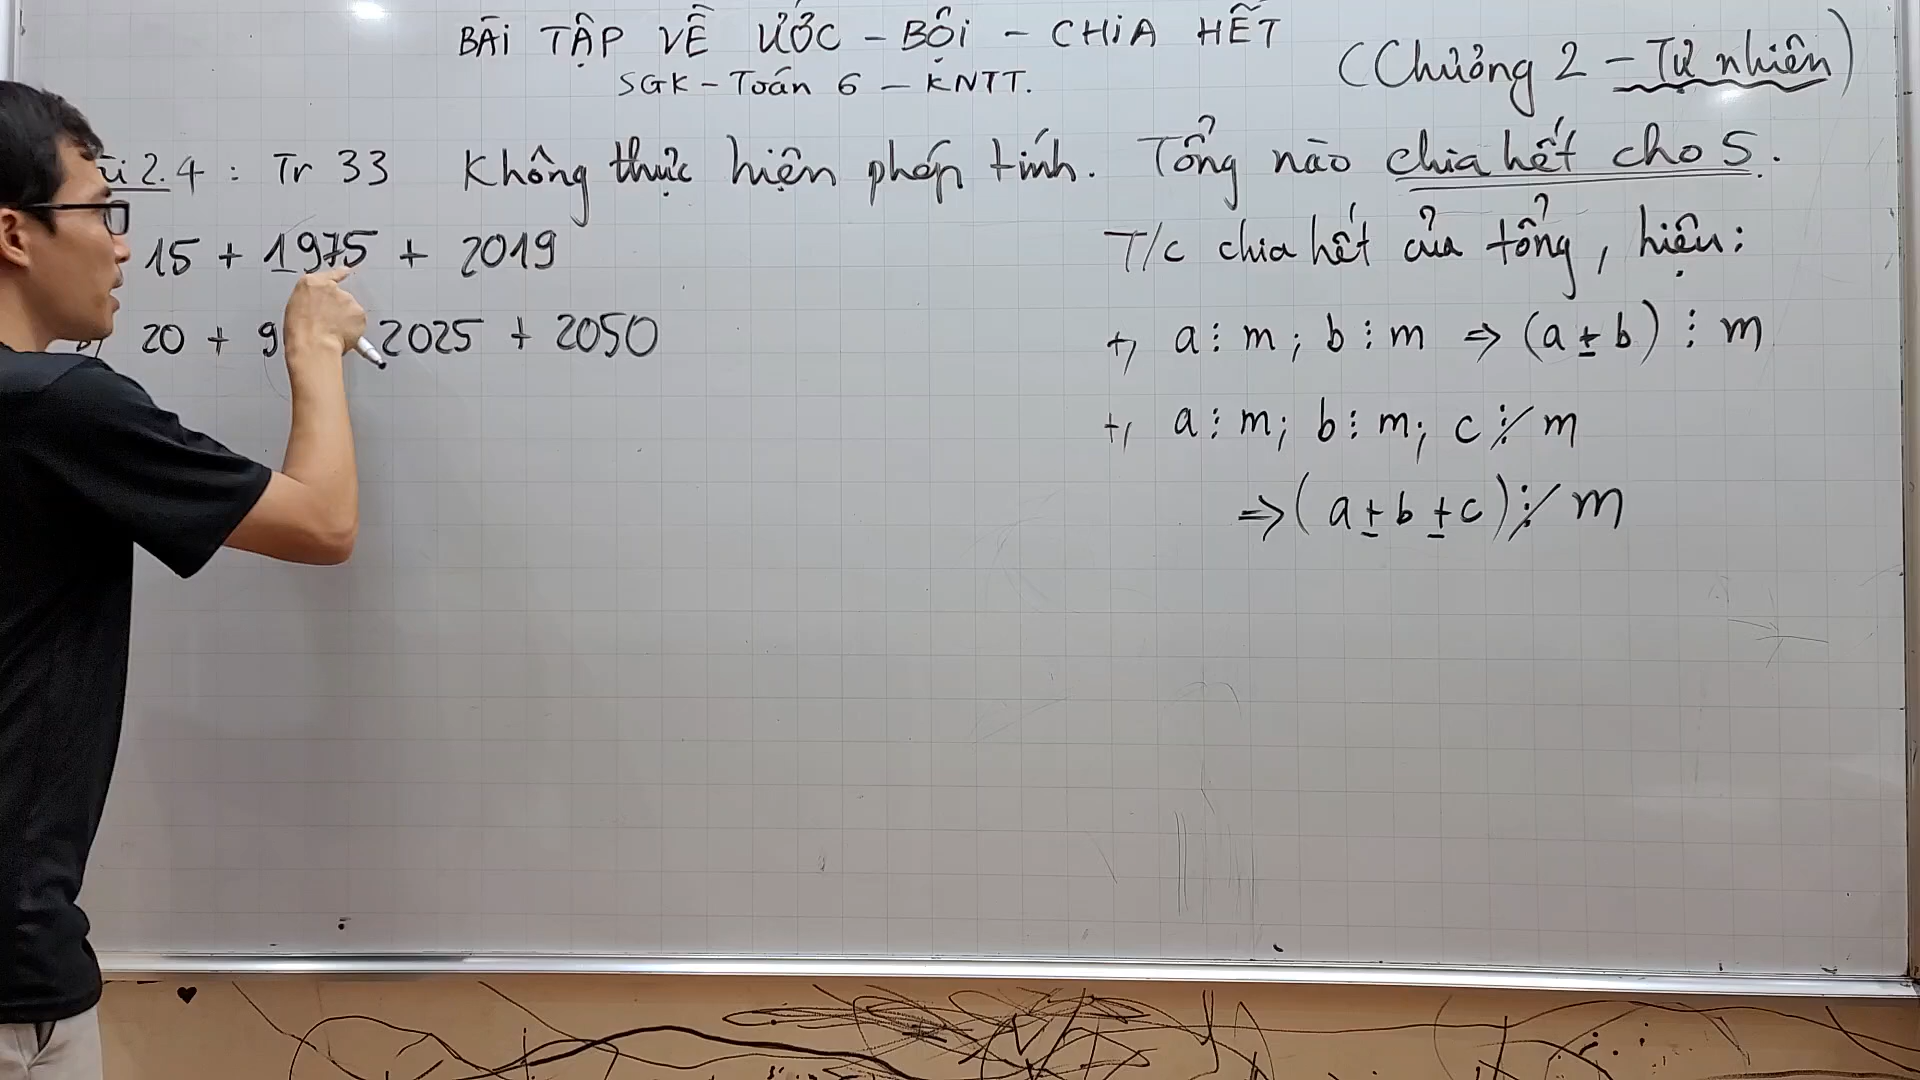 BÀI TẬP VỀ ƯỚC - BỘI - CHIA HẾT
SGK - Toán 6 - KNTT.
(Chương 2 - Tự nhiên)
2.4 : Tr 33 Không thực hiện phép tính. Tổng nào chia hết cho 5.
15 + 1975 + 2019
20 + 9 2025 + 2050
T/c chia hết của tổng, hiệu:
+, a ⋮ m ; b ⋮ m ⇒ (a ± b) ⋮ m
+, a ⋮ m ; b ⋮ m ; c ⋮̸ m
⇒ (a ± b ± c) ⋮̸ m